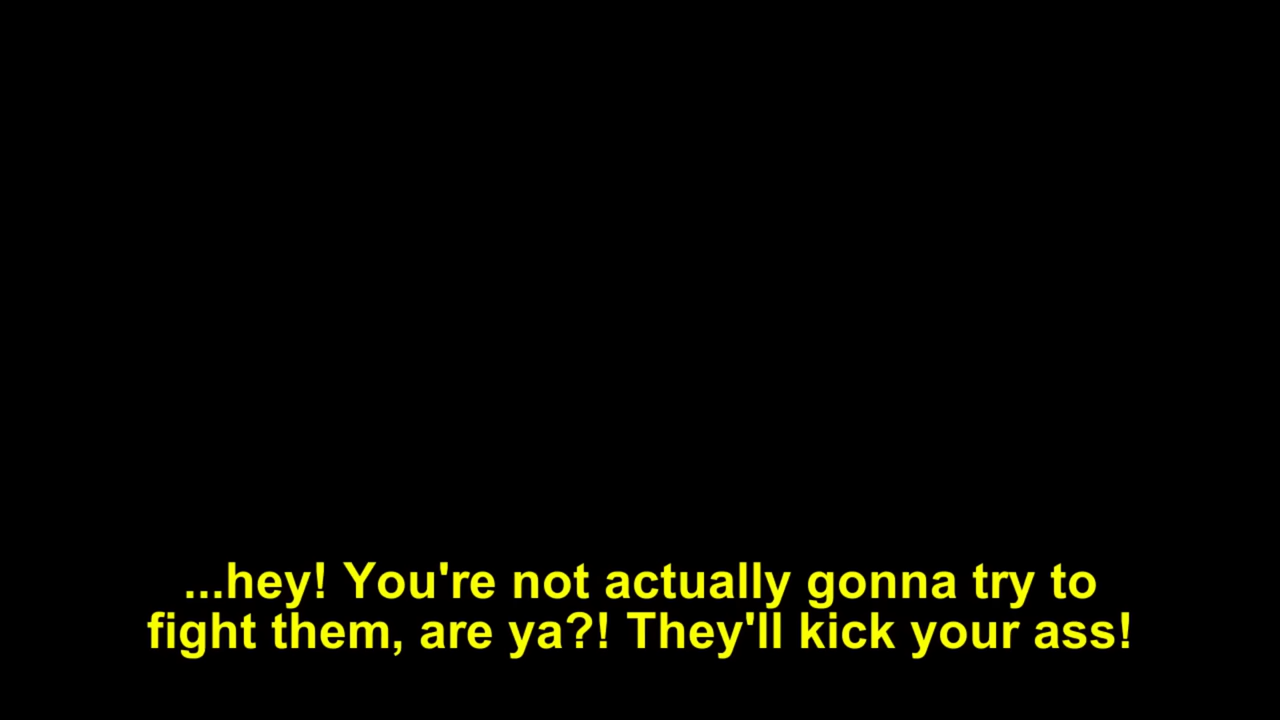 ...hey! You're not actually gonna try to
fight them, are ya?! They'll kick your ass!